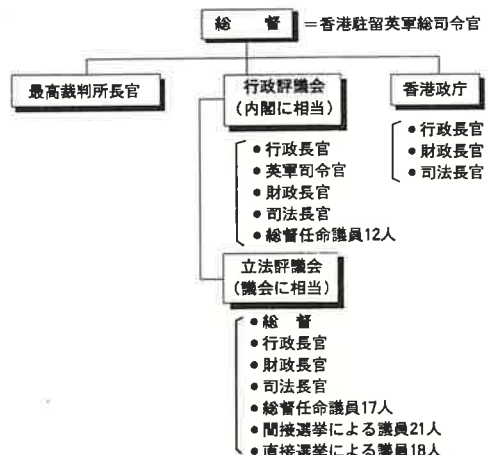 総督 ＝香港駐留英軍総司令官
最高裁判所長官
行政評議会
（内閣に相当）
香港政庁
●行政長官
●財政長官
●司法長官
●行政長官
●英軍司令官
●財政長官
●司法長官
●総督任命議員12人
立法評議会
（議会に相当）
●総督
●行政長官
●財政長官
●司法長官
●総督任命議員17人
●間接選挙による議員21人
●直接選挙による議員18人